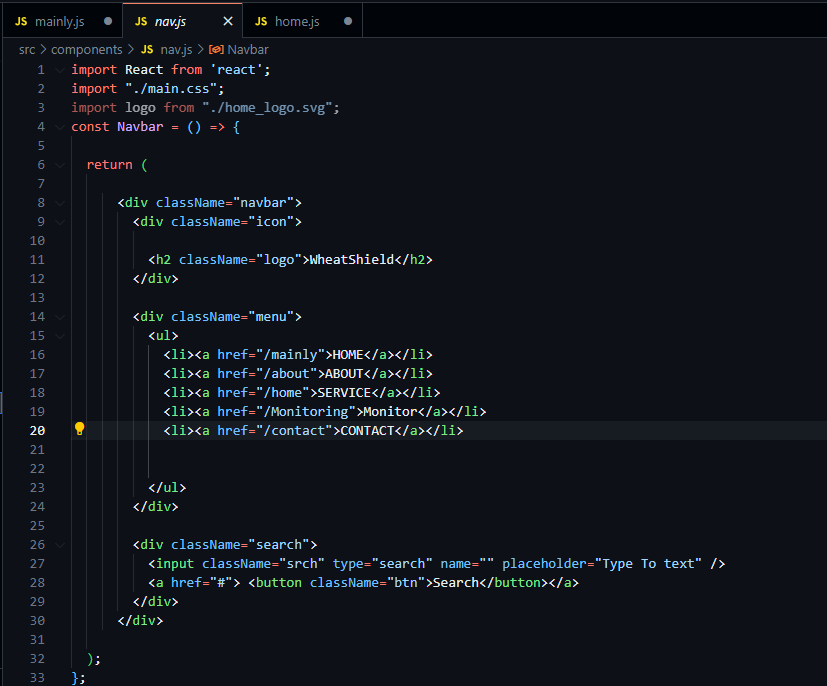 JS mainly.js ● JS nav.js × JS home.js ●
src > components > JS nav.js > Navbar
1 import React from 'react';
2 import "./main.css";
3 import logo from "./home_logo.svg";
4 const Navbar = () => {
5
6 return (
7
8 <div className="navbar">
9 <div className="icon">
10
11 <h2 className="logo">WheatShield</h2>
12 </div>
13
14 <div className="menu">
15 <ul>
16 <li><a href="/mainly">HOME</a></li>
17 <li><a href="/about">ABOUT</a></li>
18 <li><a href="/home">SERVICE</a></li>
19 <li><a href="/Monitoring">Monitor</a></li>
20 <li><a href="/contact">CONTACT</a></li>
21
22
23 </ul>
24 </div>
25
26 <div className="search">
27 <input className="srch" type="search" name="" placeholder="Type To text" />
28 <a href="#"> <button className="btn">Search</button></a>
29 </div>
30 </div>
31
32 );
33 };